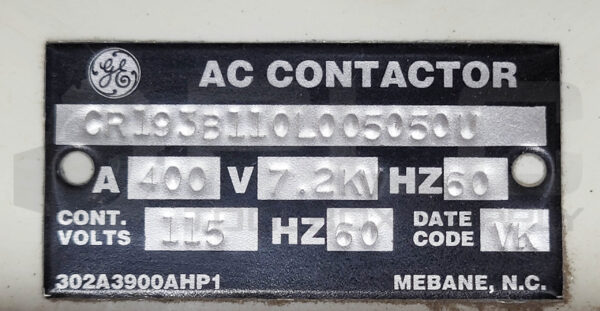 GE AC CONTACTOR
CR193B110L005050U
A 400 V 7.2KV HZ 60
CONT. VOLTS 115 HZ 60 DATE CODE VK
302A3900AHP1 MEBANE, N.C.